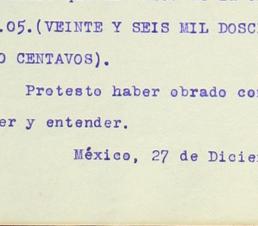 .05.(VEINTE Y SEIS MIL DOSC
O CENTAVOS).
Protesto haber obrado co
er y entender.
México, 27 de Dicie